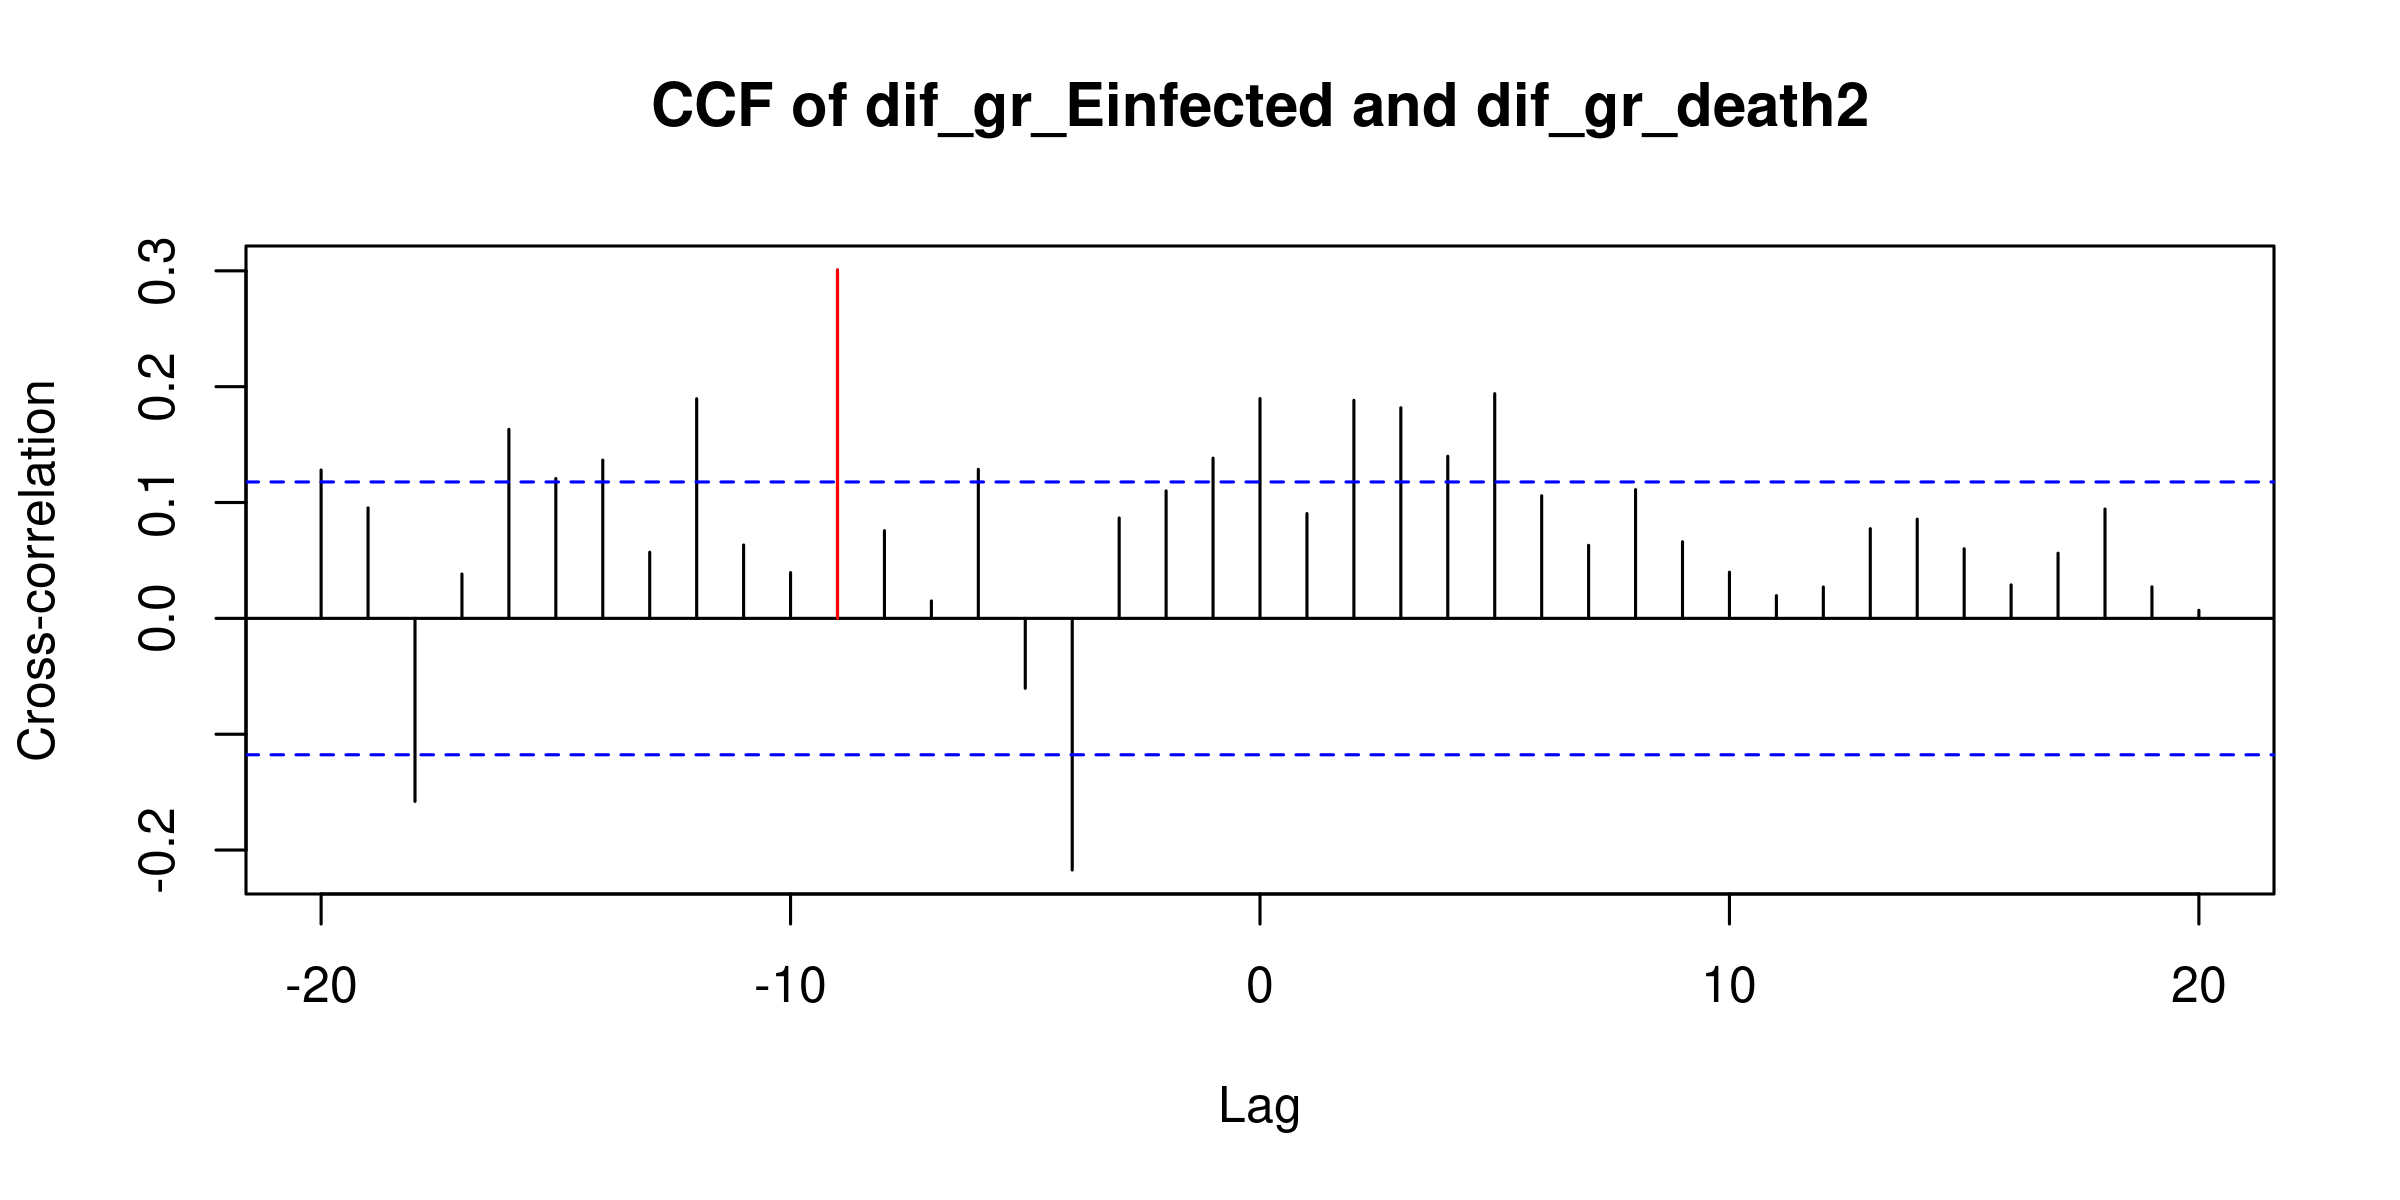 CCF of dif_gr_Einfected and dif_gr_death2
Cross-correlation
0.3
0.2
0.1
0.0
-0.2
-20 -10 0 10 20
Lag